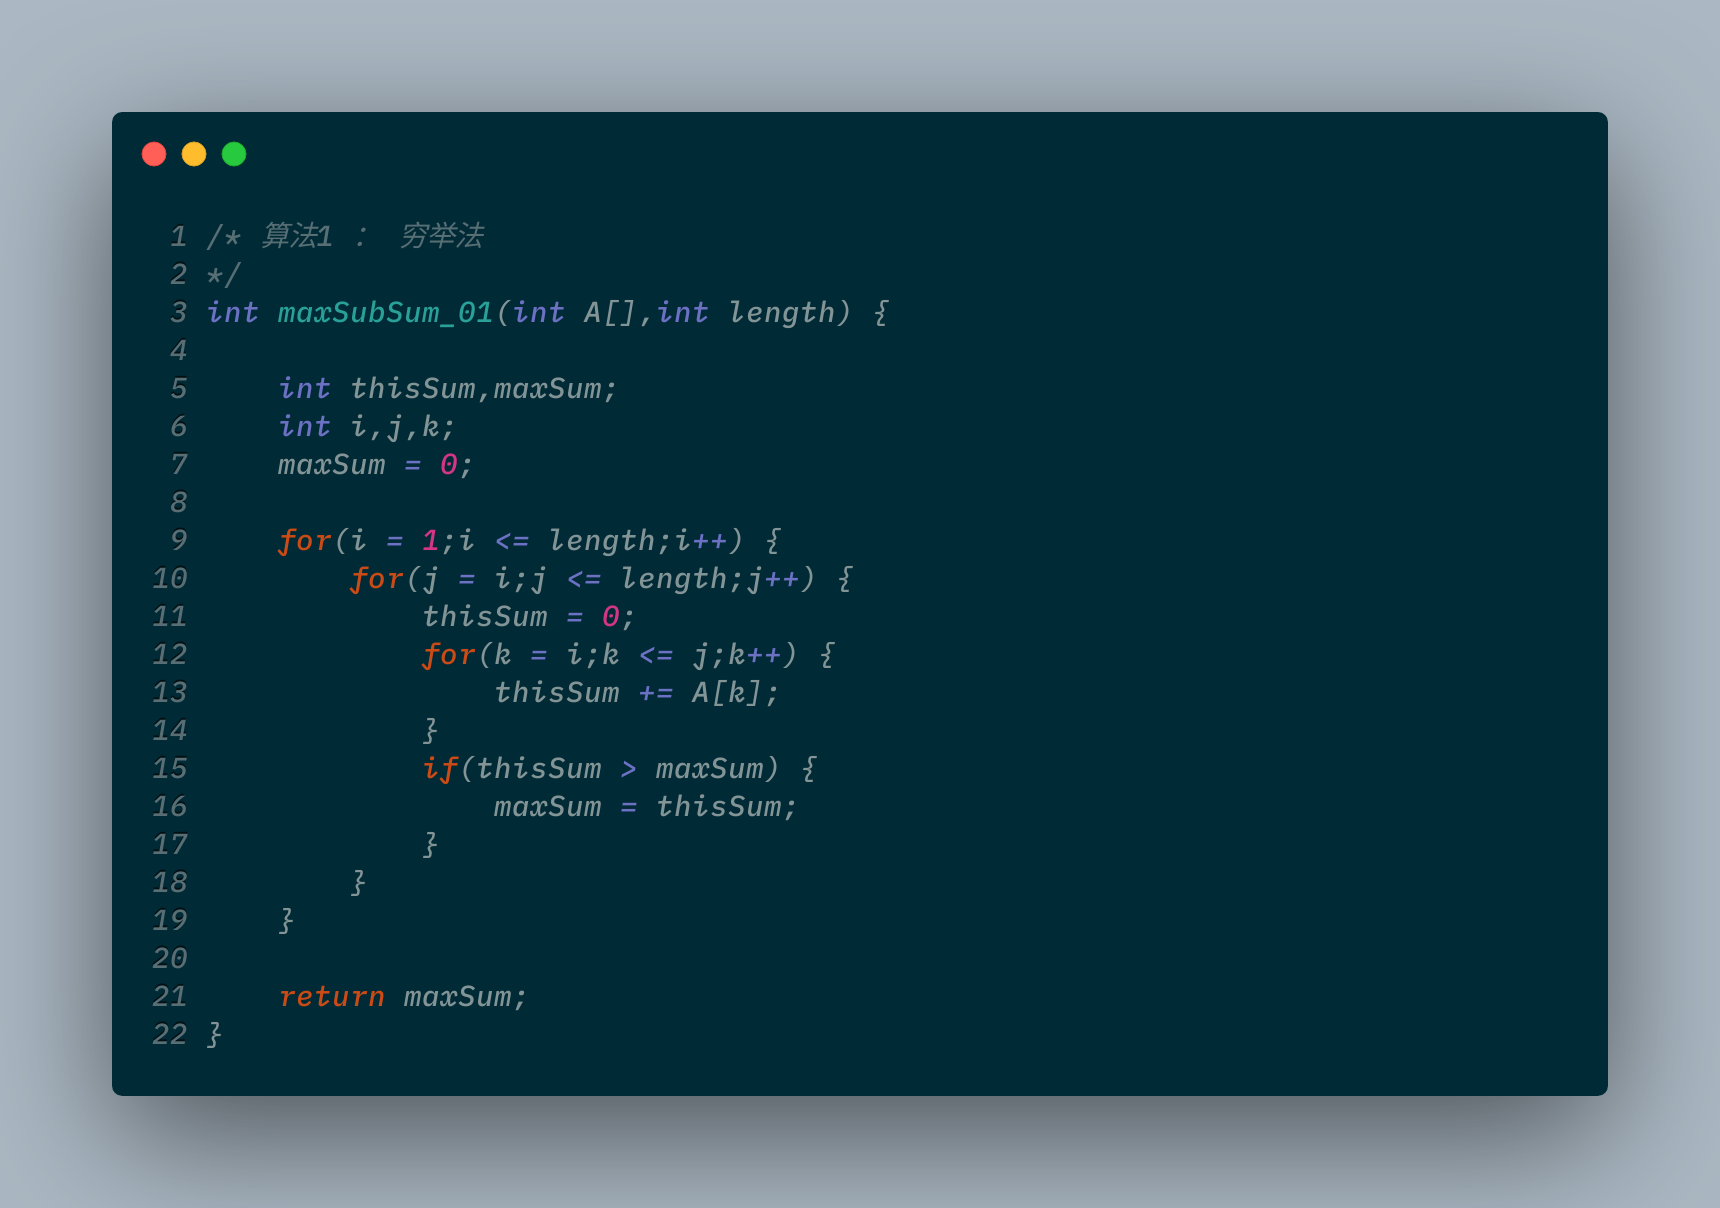 1 /* 算法1 ： 穷举法
2 */
3 int maxSubSum_01(int A[],int length) {
4
5     int thisSum,maxSum;
6     int i,j,k;
7     maxSum = 0;
8
9     for(i = 1;i <= length;i++) {
10         for(j = i;j <= length;j++) {
11             thisSum = 0;
12             for(k = i;k <= j;k++) {
13                 thisSum += A[k];
14             }
15             if(thisSum > maxSum) {
16                 maxSum = thisSum;
17             }
18         }
19     }
20
21     return maxSum;
22 }